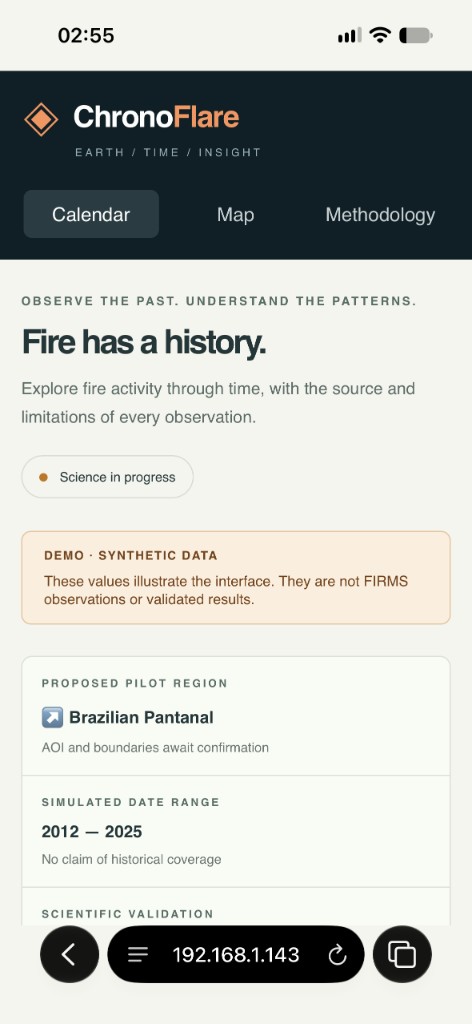 02:55
ChronoFlare
EARTH / TIME / INSIGHT
Calendar Map Methodology
OBSERVE THE PAST. UNDERSTAND THE PATTERNS.
Fire has a history.
Explore fire activity through time, with the source and
limitations of every observation.
Science in progress
DEMO · SYNTHETIC DATA
These values illustrate the interface. They are not FIRMS
observations or validated results.
PROPOSED PILOT REGION
↗️ Brazilian Pantanal
AOI and boundaries await confirmation
SIMULATED DATE RANGE
2012 — 2025
No claim of historical coverage
SCIENTIFIC VALIDATION
192.168.1.143